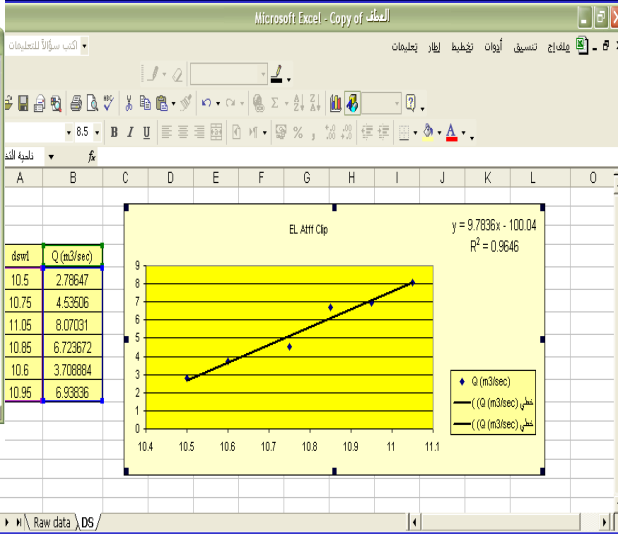 Microsoft Excel - Copy of العطف
اكتب سؤالاً للتعليمات
ملف إدراج تنسيق أدوات تخطيط إطار تعليمات
8.5 B I U
fx
A B C D E F G H I J K L O
EL Atff Clip
y = 9.7836x - 100.04
R² = 0.9646
dsw1 Q (m3/sec)
10.5 2.78647
10.75 4.53506
11.05 8.07031
10.85 6.723672
10.6 3.708884
10.95 6.93836
9
8
7
6
5
4
3
2
1
0
10.4 10.5 10.6 10.7 10.8 10.9 11 11.1
Q (m3/sec)
خطي (Q (m3/sec) )
خطي (Q (m3/sec) )
Raw data DS